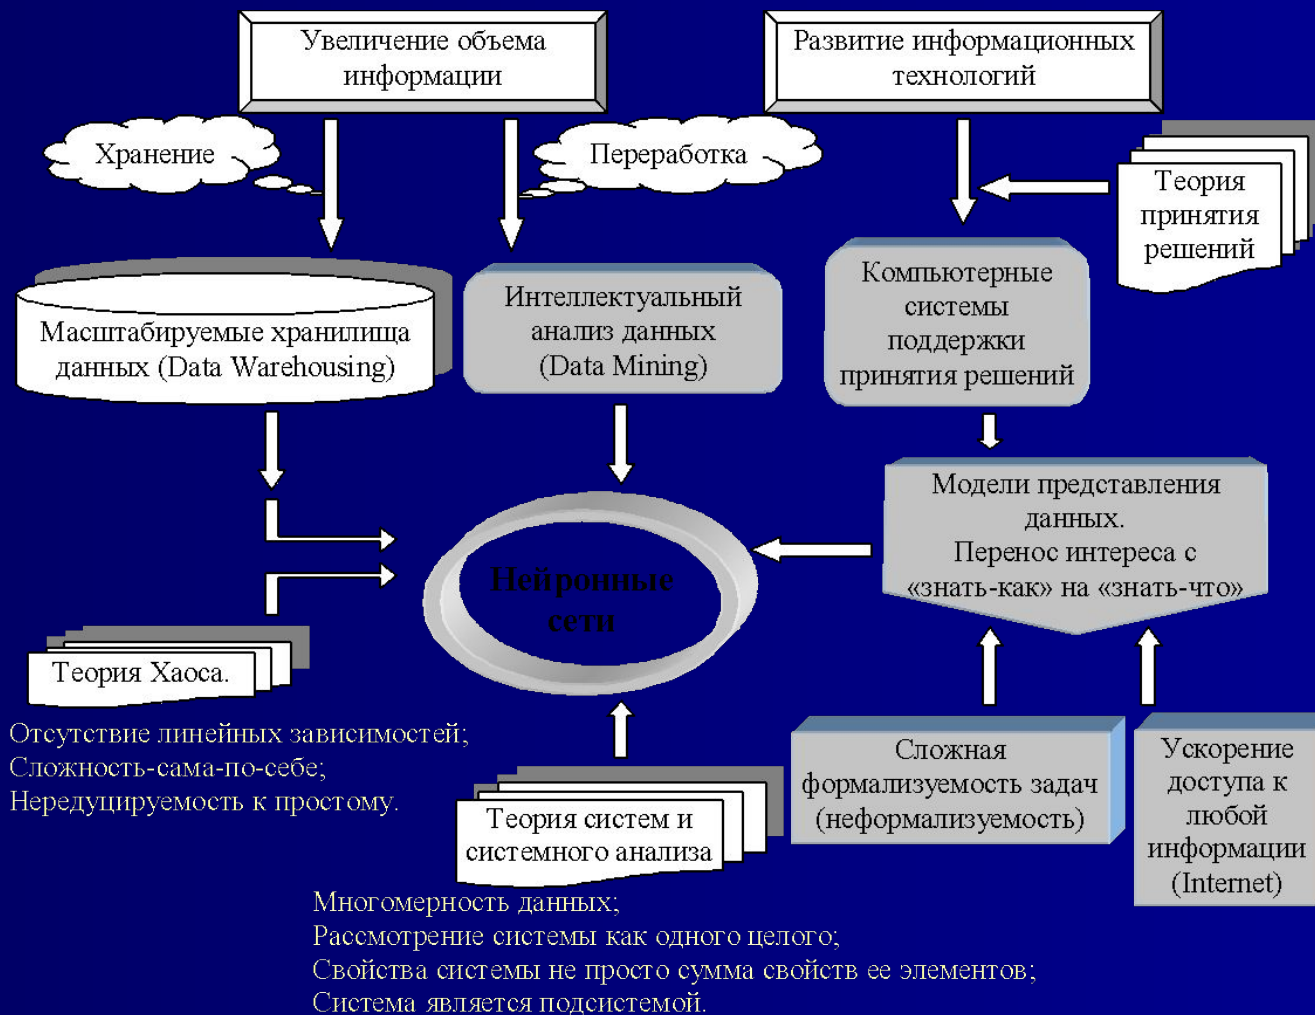 Увеличение объема
информации
Развитие информационных
технологий
Хранение
Переработка
Теория
принятия
решений
Масштабируемые хранилища
данных (Data Warehousing)
Интеллектуальный
анализ данных
(Data Mining)
Компьютерные
системы
поддержки
принятия решений
Модели представления
данных.
Перенос интереса с
«знать-как» на «знать-что»
Нейронные
сети
Теория Хаоса.
Отсутствие линейных зависимостей;
Сложность-сама-по-себе;
Нередуцируемость к простому.
Теория систем и
системного анализа
Сложная
формализуемость задач
(неформализуемость)
Ускорение
доступа к
любой
информации
(Internet)
Многомерность данных;
Рассмотрение системы как одного целого;
Свойства системы не просто сумма свойств ее элементов;
Система является подсистемой.